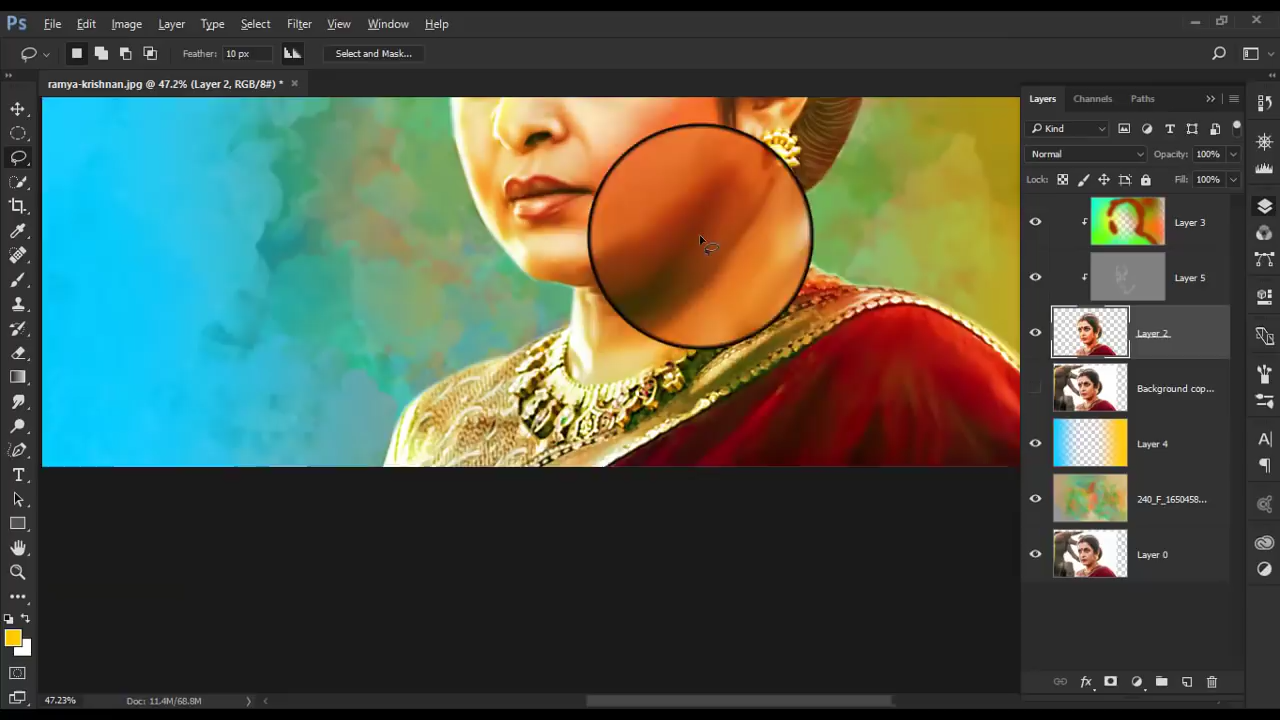 Ps File Edit Image Layer Type Select Filter View Window Help
Feather: 10 px Select and Mask...
ramya-krishnan.jpg @ 47.2% (Layer 2, RGB/8#) *
Layers Channels Paths
Kind
Normal Opacity: 100%
Lock: Fill: 100%
Layer 3
Layer 5
Layer 2
Background cop...
Layer 4
240_F_1650458...
Layer 0
47.23% Doc: 11.4M/68.8M